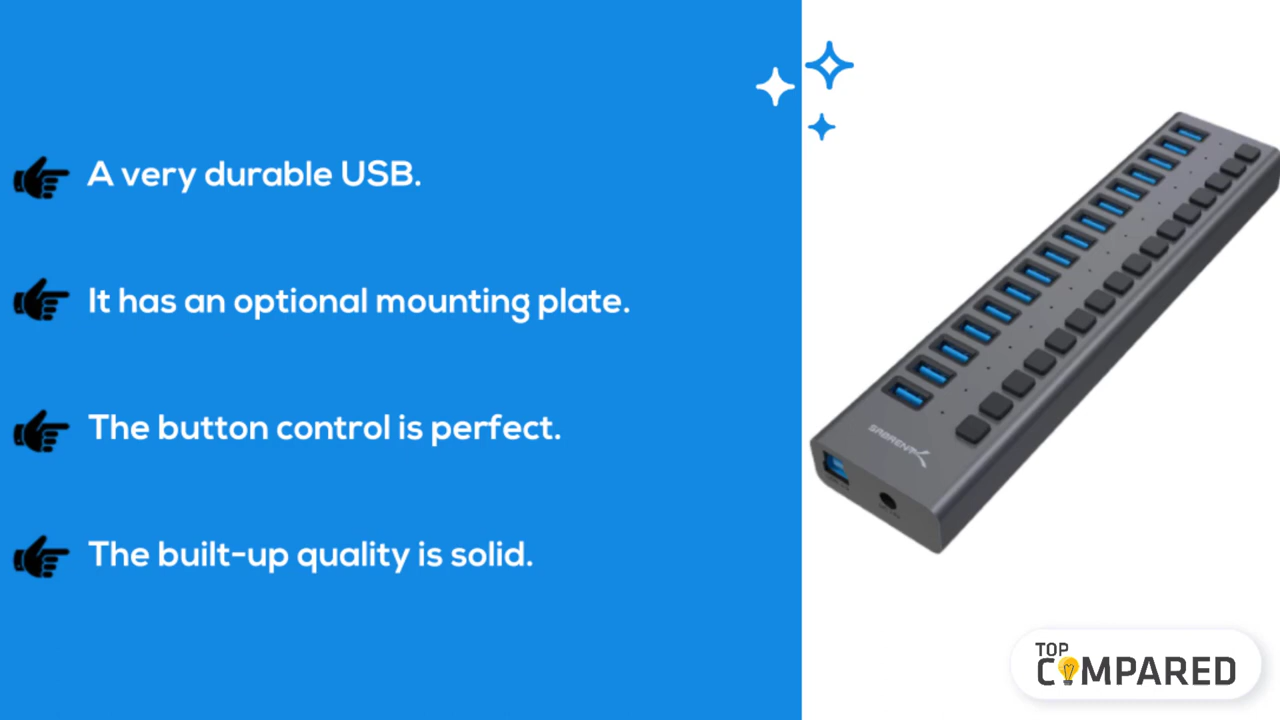 A very durable USB.
It has an optional mounting plate.
The button control is perfect.
The built-up quality is solid.
SABRENT
TOP
COMPARED